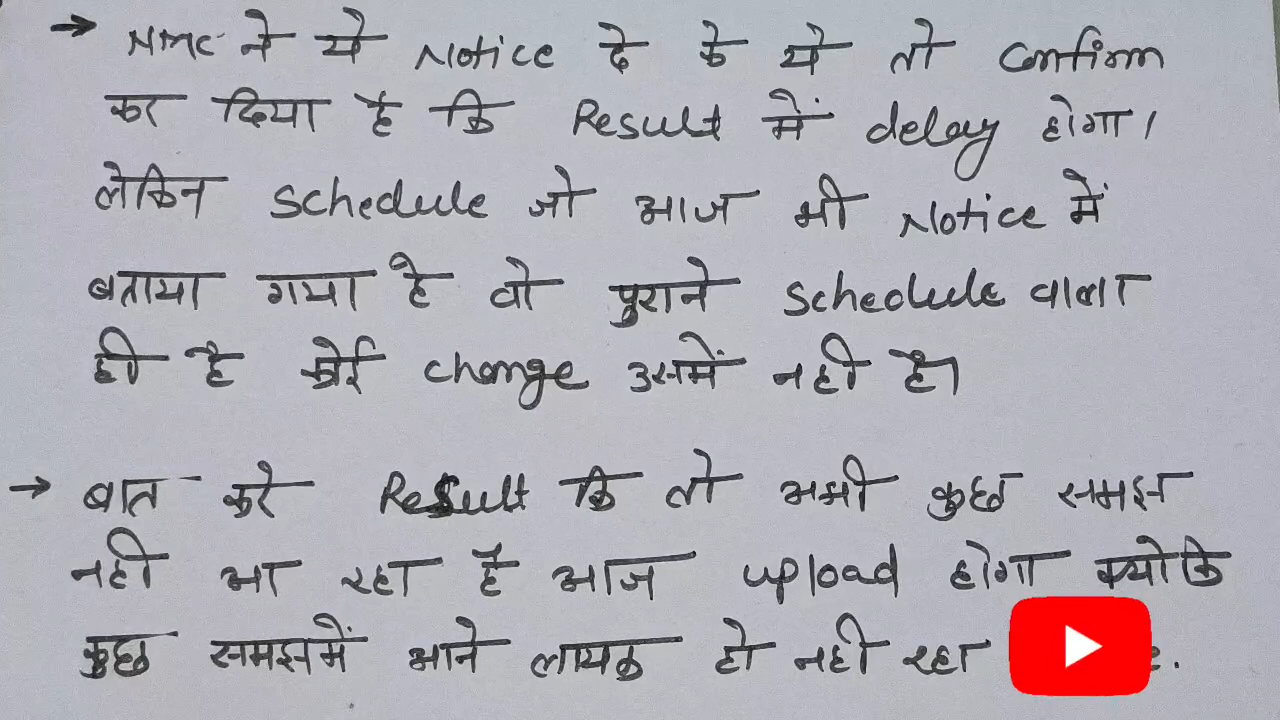 → NMC ने ये Notice दे के ये तो Confirm
कर दिया है कि Result में delay होगा।
लेकिन Schedule जो आज भी Notice में
बताया गया है वो पुराने Schedule वाला
ही है कोई change उसमें नही है।
→ बात करे Result कि तो अभी कुछ समझ
नही आ रहा है आज upload होगा क्योकि
कुछ समझमें आने लायक हो नही रहा